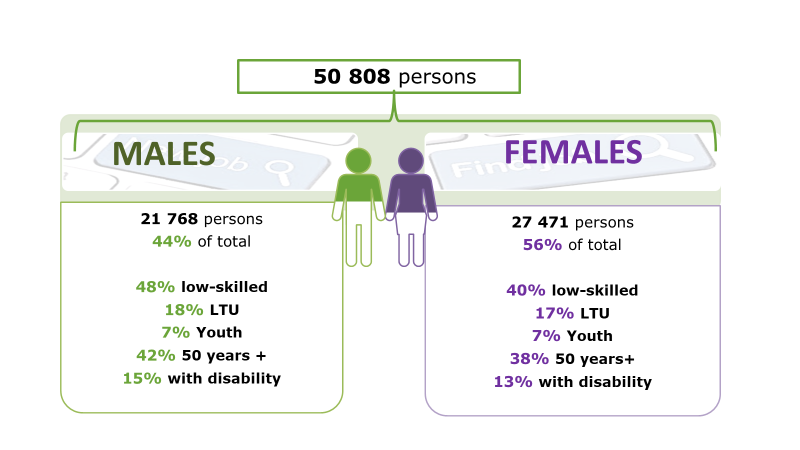 50 808 persons
MALES
job
21 768 persons
44% of total
48% low-skilled
18% LTU
7% Youth
42% 50 years +
15% with disability
FEMALES
Find
27 471 persons
56% of total
40% low-skilled
17% LTU
7% Youth
38% 50 years+
13% with disability